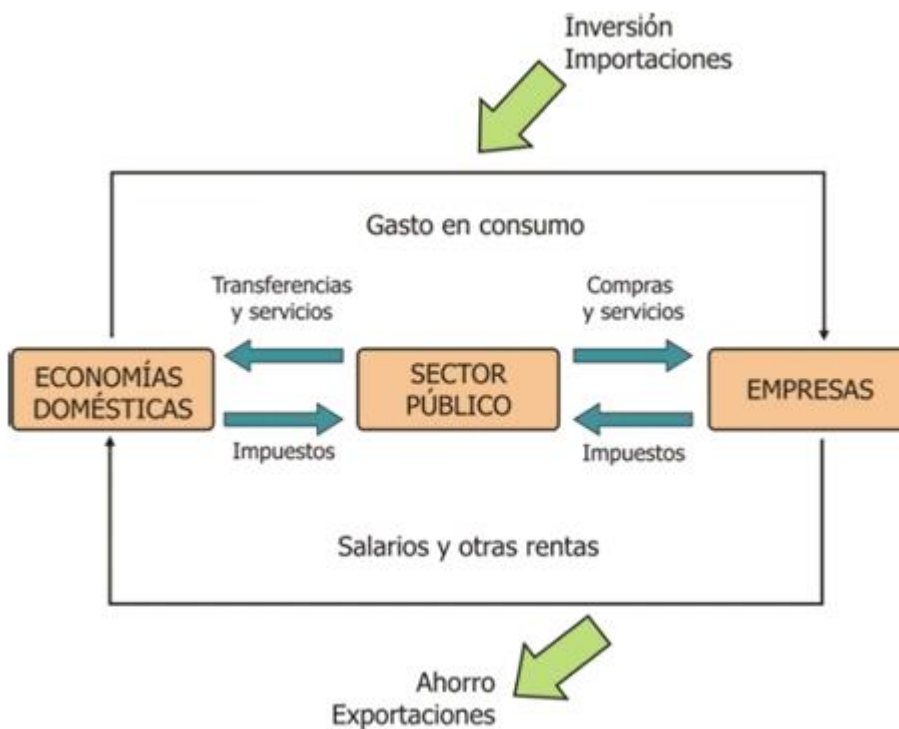 Inversión
Importaciones
Gasto en consumo
Transferencias
y servicios
Compras
y servicios
ECONOMÍAS
DOMÉSTICAS
SECTOR
PÚBLICO
EMPRESAS
Impuestos
Impuestos
Salarios y otras rentas
Ahorro
Exportaciones